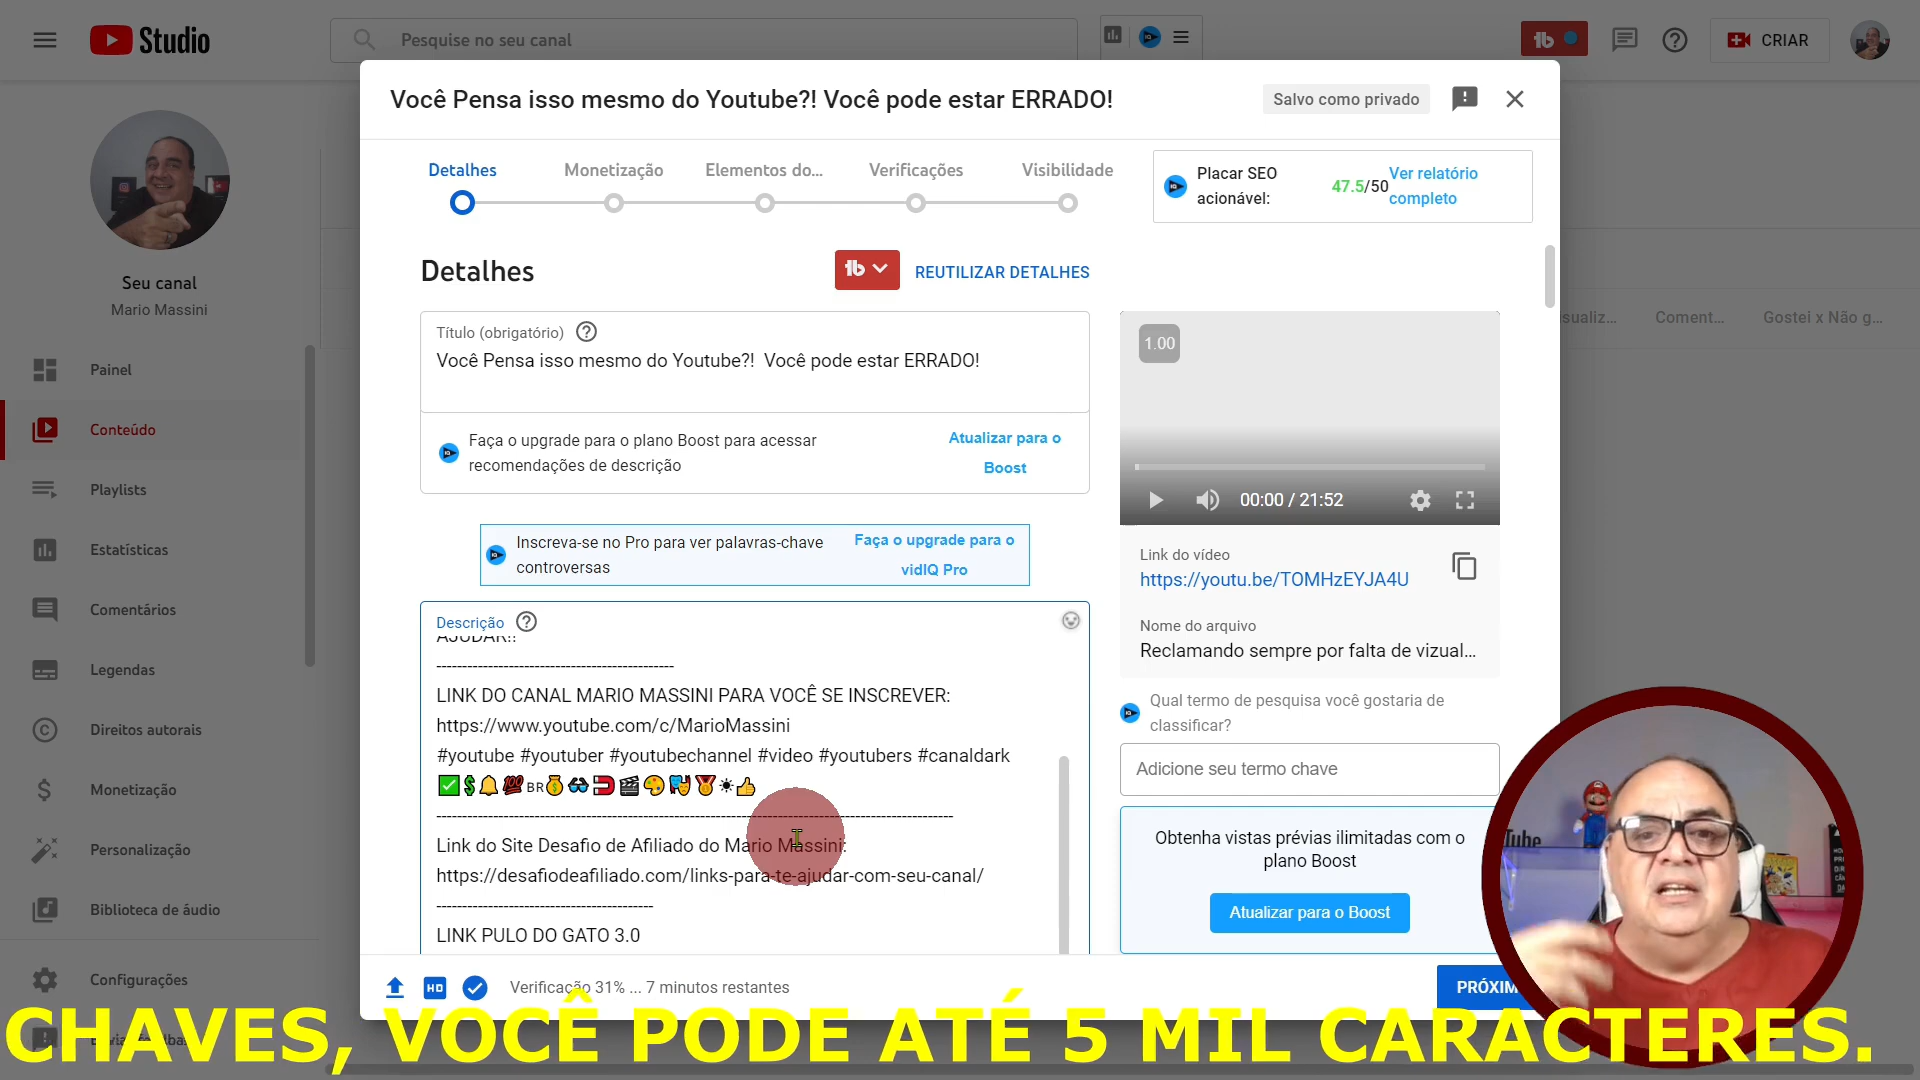 Studio
Pesquise no seu canal
CRIAR
Você Pensa isso mesmo do Youtube?! Você pode estar ERRADO!
Salvo como privado
Detalhes
Monetização
Elementos do...
Verificações
Visibilidade
Placar SEO
acionável:
47.5/50
Ver relatório
completo
Seu canal
Mario Massini
Painel
Conteúdo
Playlists
Estatísticas
Comentários
Legendas
Direitos autorais
Monetização
Personalização
Biblioteca de áudio
Configurações
Detalhes
REUTILIZAR DETALHES
Título (obrigatório)
Você Pensa isso mesmo do Youtube?!  Você pode estar ERRADO!
Faça o upgrade para o plano Boost para acessar
recomendações de descrição
Atualizar para o
Boost
Inscreva-se no Pro para ver palavras-chave
controversas
Faça o upgrade para o
vidIQ Pro
Descrição
AJUDAR!!
----------------------------------------------
LINK DO CANAL MARIO MASSINI PARA VOCÊ SE INSCREVER:
https://www.youtube.com/c/MarioMassini
#youtube #youtuber #youtubechannel #video #youtubers #canaldark
✅💲🔔💯BR💰👓🧲🎬🎨🎭🏅☀👍
----------------------------------------------------------------------------------------------------
Link do Site Desafio de Afiliado do Mario Massini:
https://desafiodeafiliado.com/links-para-te-ajudar-com-seu-canal/
------------------------------------------
LINK PULO DO GATO 3.0
1.00
00:00 / 21:52
Link do vídeo
https://youtu.be/TOMHzEYJA4U
Nome do arquivo
Reclamando sempre por falta de vizual...
Qual termo de pesquisa você gostaria de
classificar?
Adicione seu termo chave
Obtenha vistas prévias ilimitadas com o
plano Boost
Atualizar para o Boost
sualiz...
Coment...
Gostei x Não g...
HD
Verificação 31% ... 7 minutos restantes
PRÓXIM
CHAVES, VOCÊ PODE ATÉ 5 MIL CARACTERES.